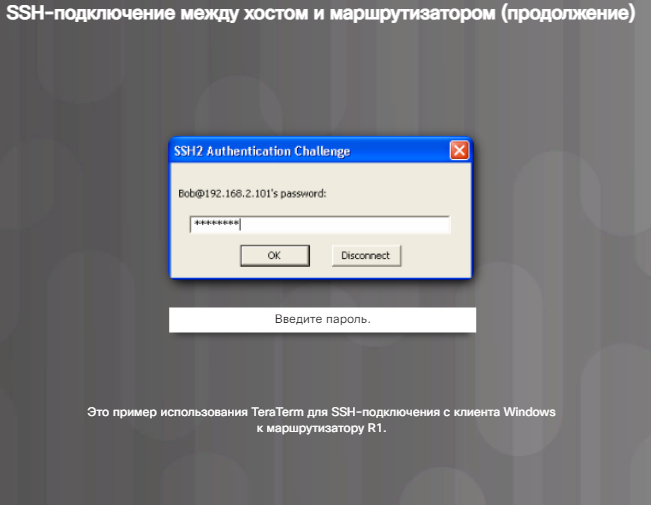 SSH-подключение между хостом и маршрутизатором (продолжение)
SSH2 Authentication Challenge
Bob@192.168.2.101's password:
********
OK Disconnect
Введите пароль.
Это пример использования TeraTerm для SSH-подключения с клиента Windows
к маршрутизатору R1.